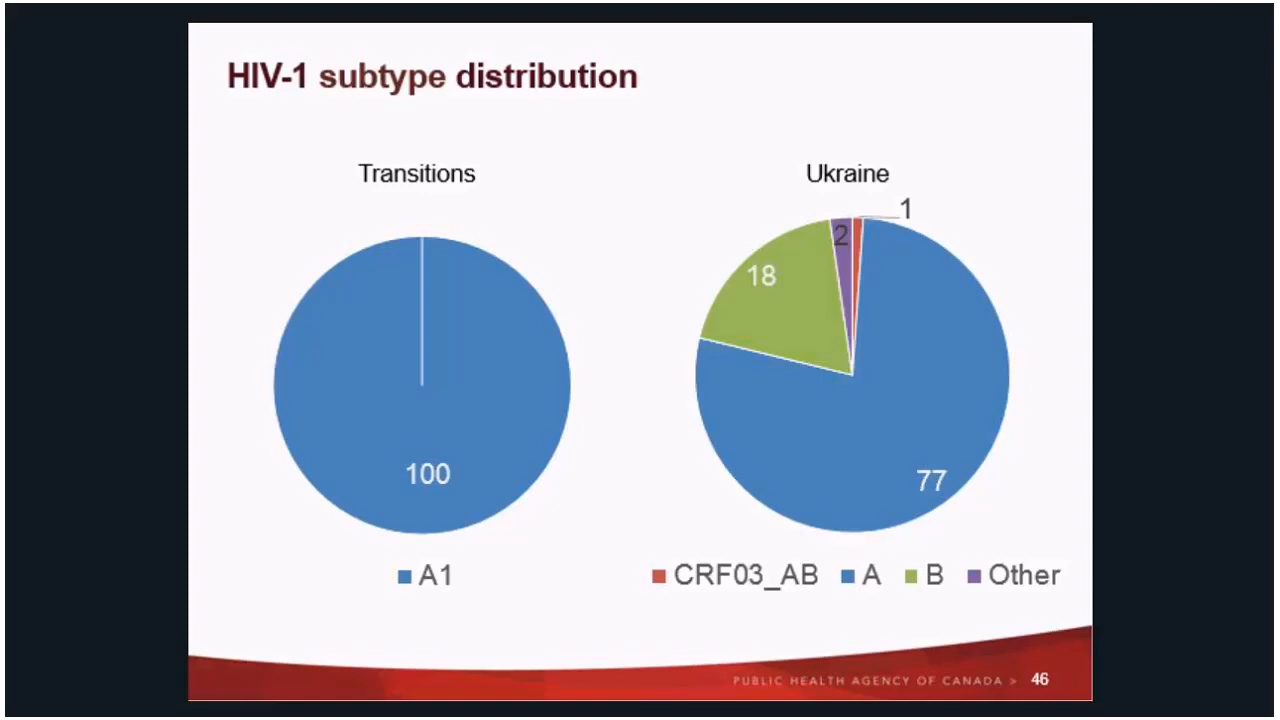 HIV-1 subtype distribution
Transitions
100
A1
Ukraine
1
2
18
77
CRF03_AB A B Other
PUBLIC HEALTH AGENCY OF CANADA > 46